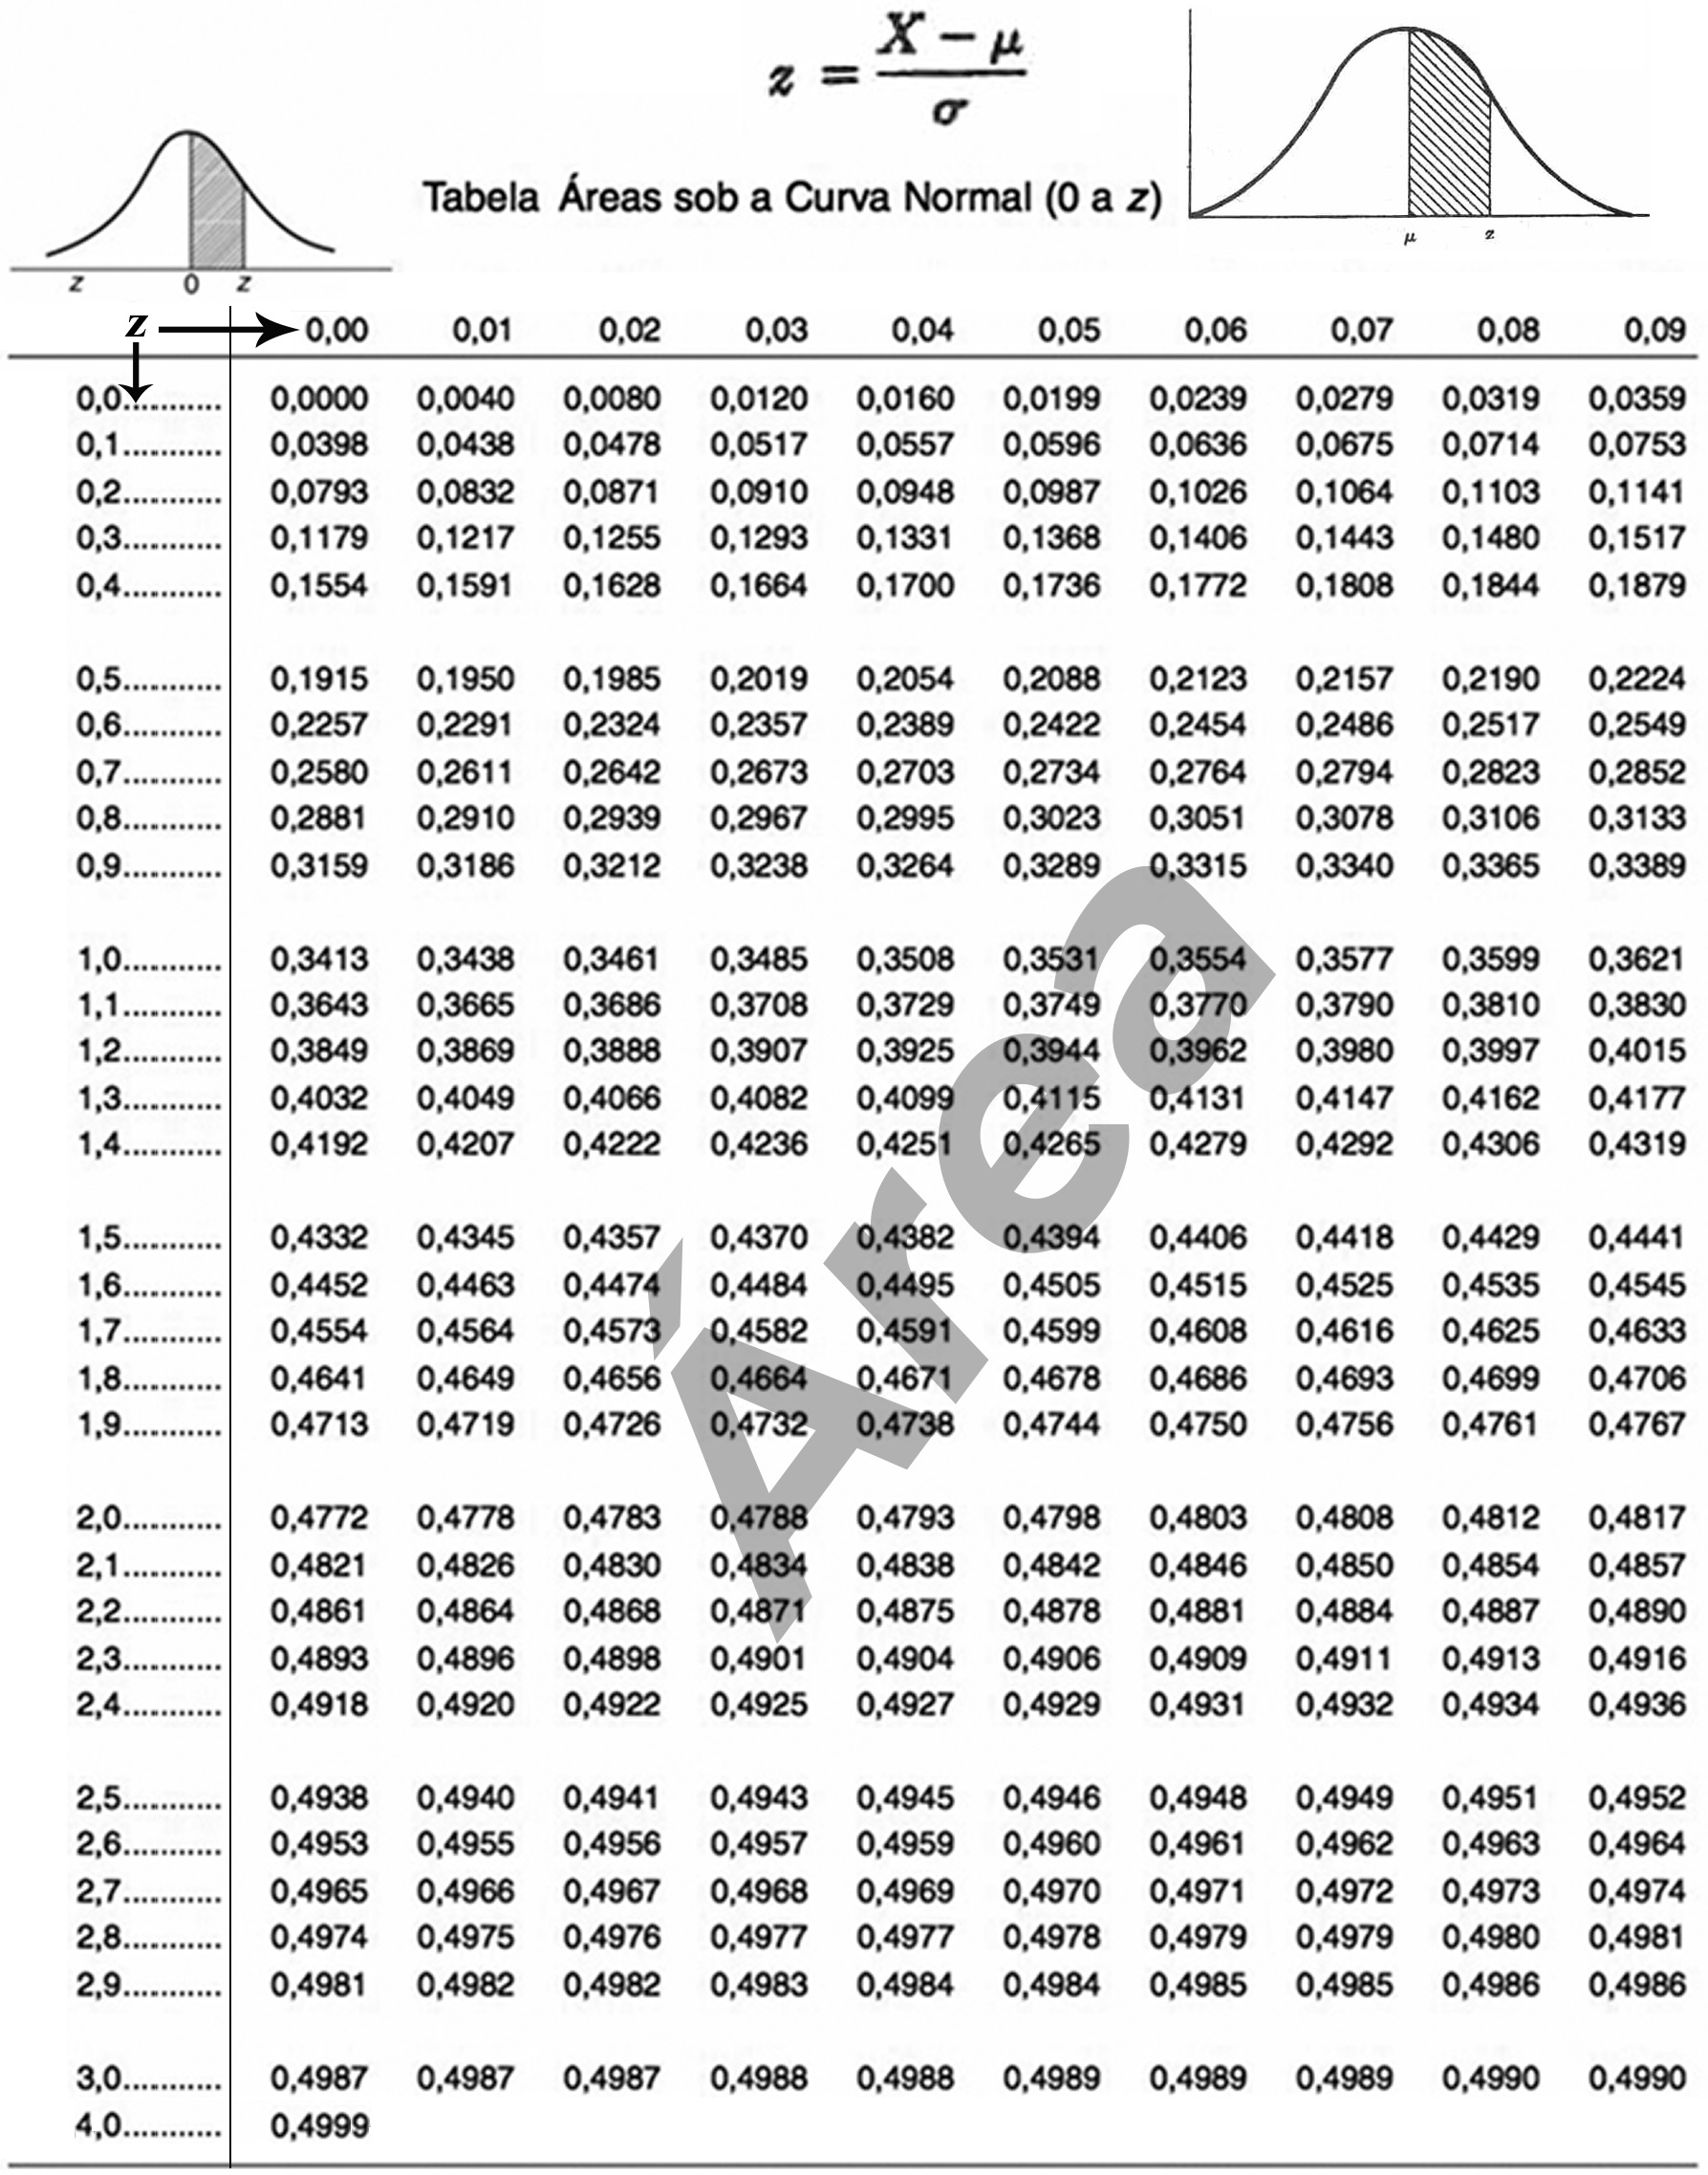 z = X − μ / σ
Tabela Áreas sob a Curva Normal (0 a z)
z 0 z
μ z
z 0,00 0,01 0,02 0,03 0,04 0,05 0,06 0,07 0,08 0,09
0,0........... 0,0000 0,0040 0,0080 0,0120 0,0160 0,0199 0,0239 0,0279 0,0319 0,0359
0,1........... 0,0398 0,0438 0,0478 0,0517 0,0557 0,0596 0,0636 0,0675 0,0714 0,0753
0,2........... 0,0793 0,0832 0,0871 0,0910 0,0948 0,0987 0,1026 0,1064 0,1103 0,1141
0,3........... 0,1179 0,1217 0,1255 0,1293 0,1331 0,1368 0,1406 0,1443 0,1480 0,1517
0,4........... 0,1554 0,1591 0,1628 0,1664 0,1700 0,1736 0,1772 0,1808 0,1844 0,1879
0,5........... 0,1915 0,1950 0,1985 0,2019 0,2054 0,2088 0,2123 0,2157 0,2190 0,2224
0,6........... 0,2257 0,2291 0,2324 0,2357 0,2389 0,2422 0,2454 0,2486 0,2517 0,2549
0,7........... 0,2580 0,2611 0,2642 0,2673 0,2703 0,2734 0,2764 0,2794 0,2823 0,2852
0,8........... 0,2881 0,2910 0,2939 0,2967 0,2995 0,3023 0,3051 0,3078 0,3106 0,3133
0,9........... 0,3159 0,3186 0,3212 0,3238 0,3264 0,3289 0,3315 0,3340 0,3365 0,3389
1,0........... 0,3413 0,3438 0,3461 0,3485 0,3508 0,3531 0,3554 0,3577 0,3599 0,3621
1,1........... 0,3643 0,3665 0,3686 0,3708 0,3729 0,3749 0,3770 0,3790 0,3810 0,3830
1,2........... 0,3849 0,3869 0,3888 0,3907 0,3925 0,3944 0,3962 0,3980 0,3997 0,4015
1,3........... 0,4032 0,4049 0,4066 0,4082 0,4099 0,4115 0,4131 0,4147 0,4162 0,4177
1,4........... 0,4192 0,4207 0,4222 0,4236 0,4251 0,4265 0,4279 0,4292 0,4306 0,4319
1,5........... 0,4332 0,4345 0,4357 0,4370 0,4382 0,4394 0,4406 0,4418 0,4429 0,4441
1,6........... 0,4452 0,4463 0,4474 0,4484 0,4495 0,4505 0,4515 0,4525 0,4535 0,4545
1,7........... 0,4554 0,4564 0,4573 0,4582 0,4591 0,4599 0,4608 0,4616 0,4625 0,4633
1,8........... 0,4641 0,4649 0,4656 0,4664 0,4671 0,4678 0,4686 0,4693 0,4699 0,4706
1,9........... 0,4713 0,4719 0,4726 0,4732 0,4738 0,4744 0,4750 0,4756 0,4761 0,4767
2,0........... 0,4772 0,4778 0,4783 0,4788 0,4793 0,4798 0,4803 0,4808 0,4812 0,4817
2,1........... 0,4821 0,4826 0,4830 0,4834 0,4838 0,4842 0,4846 0,4850 0,4854 0,4857
2,2........... 0,4861 0,4864 0,4868 0,4871 0,4875 0,4878 0,4881 0,4884 0,4887 0,4890
2,3........... 0,4893 0,4896 0,4898 0,4901 0,4904 0,4906 0,4909 0,4911 0,4913 0,4916
2,4........... 0,4918 0,4920 0,4922 0,4925 0,4927 0,4929 0,4931 0,4932 0,4934 0,4936
2,5........... 0,4938 0,4940 0,4941 0,4943 0,4945 0,4946 0,4948 0,4949 0,4951 0,4952
2,6........... 0,4953 0,4955 0,4956 0,4957 0,4959 0,4960 0,4961 0,4962 0,4963 0,4964
2,7........... 0,4965 0,4966 0,4967 0,4968 0,4969 0,4970 0,4971 0,4972 0,4973 0,4974
2,8........... 0,4974 0,4975 0,4976 0,4977 0,4977 0,4978 0,4979 0,4979 0,4980 0,4981
2,9........... 0,4981 0,4982 0,4982 0,4983 0,4984 0,4984 0,4985 0,4985 0,4986 0,4986
3,0........... 0,4987 0,4987 0,4987 0,4988 0,4988 0,4989 0,4989 0,4989 0,4990 0,4990
4,0........... 0,4999
Área